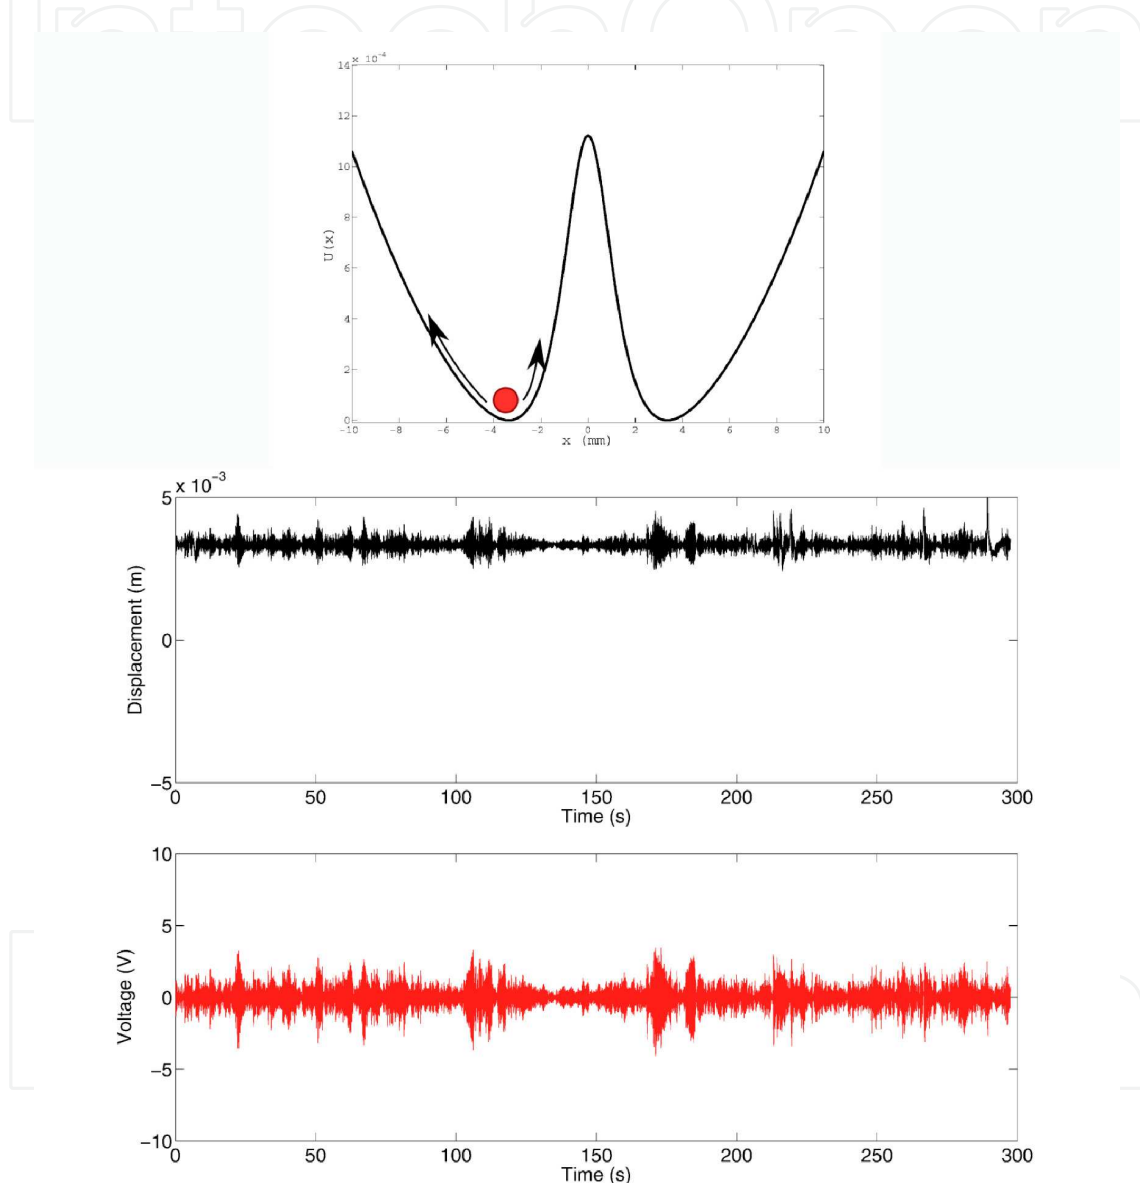 IntechOpen
× 10⁻⁴
14
12
10
8
6
4
2
0
U(x)
-10 -8 -6 -4 -2 0 2 4 6 8 10
x (mm)
x 10⁻³
5
0
−5
Displacement (m)
0 50 100 150 200 250 300
Time (s)
10
5
0
−5
−10
Voltage (V)
0 50 100 150 200 250 300
Time (s)